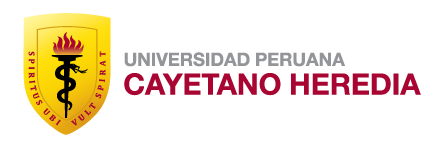 SPIRITUS UBI VULT SPIRAT
UNIVERSIDAD PERUANA
CAYETANO HEREDIA